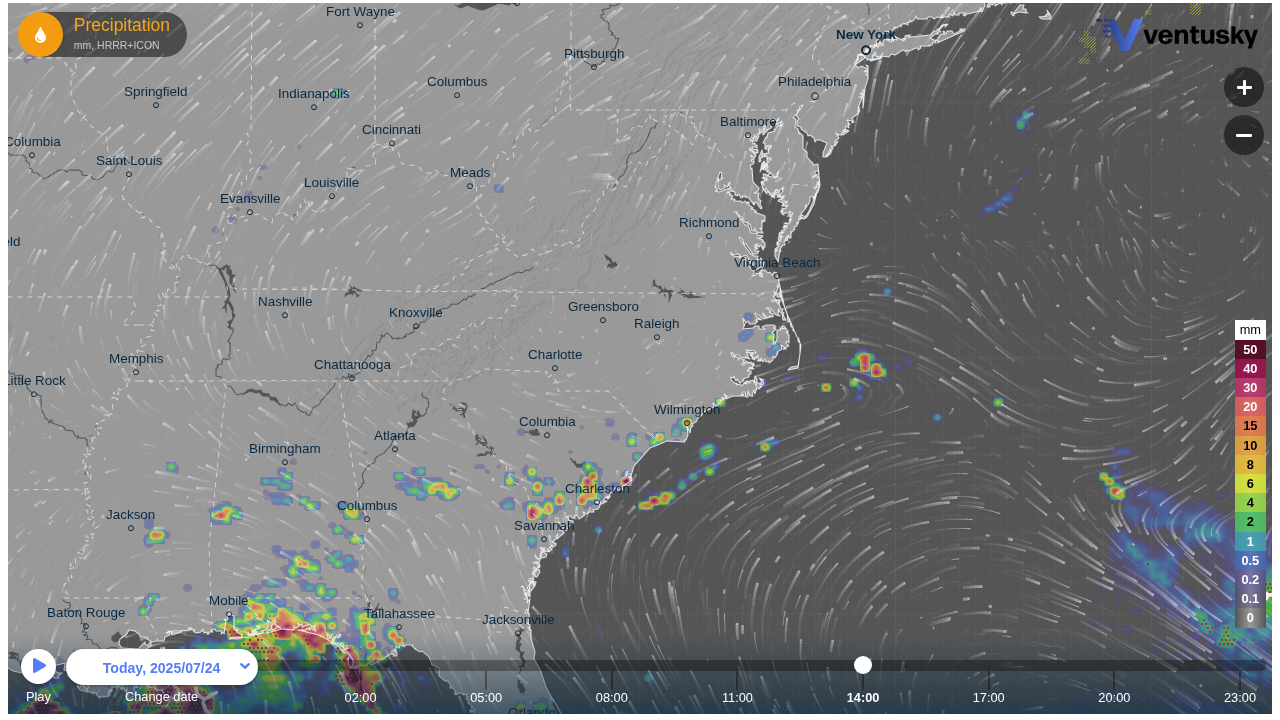 Precipitation
mm, HRRR+ICON
Fort Wayne
New York
ventusky
Pittsburgh
Columbus
Philadelphia
Springfield
Indianapolis
Baltimore
Cincinnati
Columbia
Saint Louis
Meads
Louisville
Evansville
Richmond
eld
Virginia Beach
Nashville
Knoxville
Greensboro
Raleigh
Memphis
Chattanooga
Charlotte
Little Rock
Wilmington
Columbia
Atlanta
Birmingham
Charleston
Columbus
Jackson
Savannah
Mobile
Baton Rouge
Tallahassee
Jacksonville
Orlando
mm
50
40
30
20
15
10
8
6
4
2
1
0.5
0.2
0.1
0
Today, 2025/07/24
Play
Change date
02:00
05:00
08:00
11:00
14:00
17:00
20:00
23:00